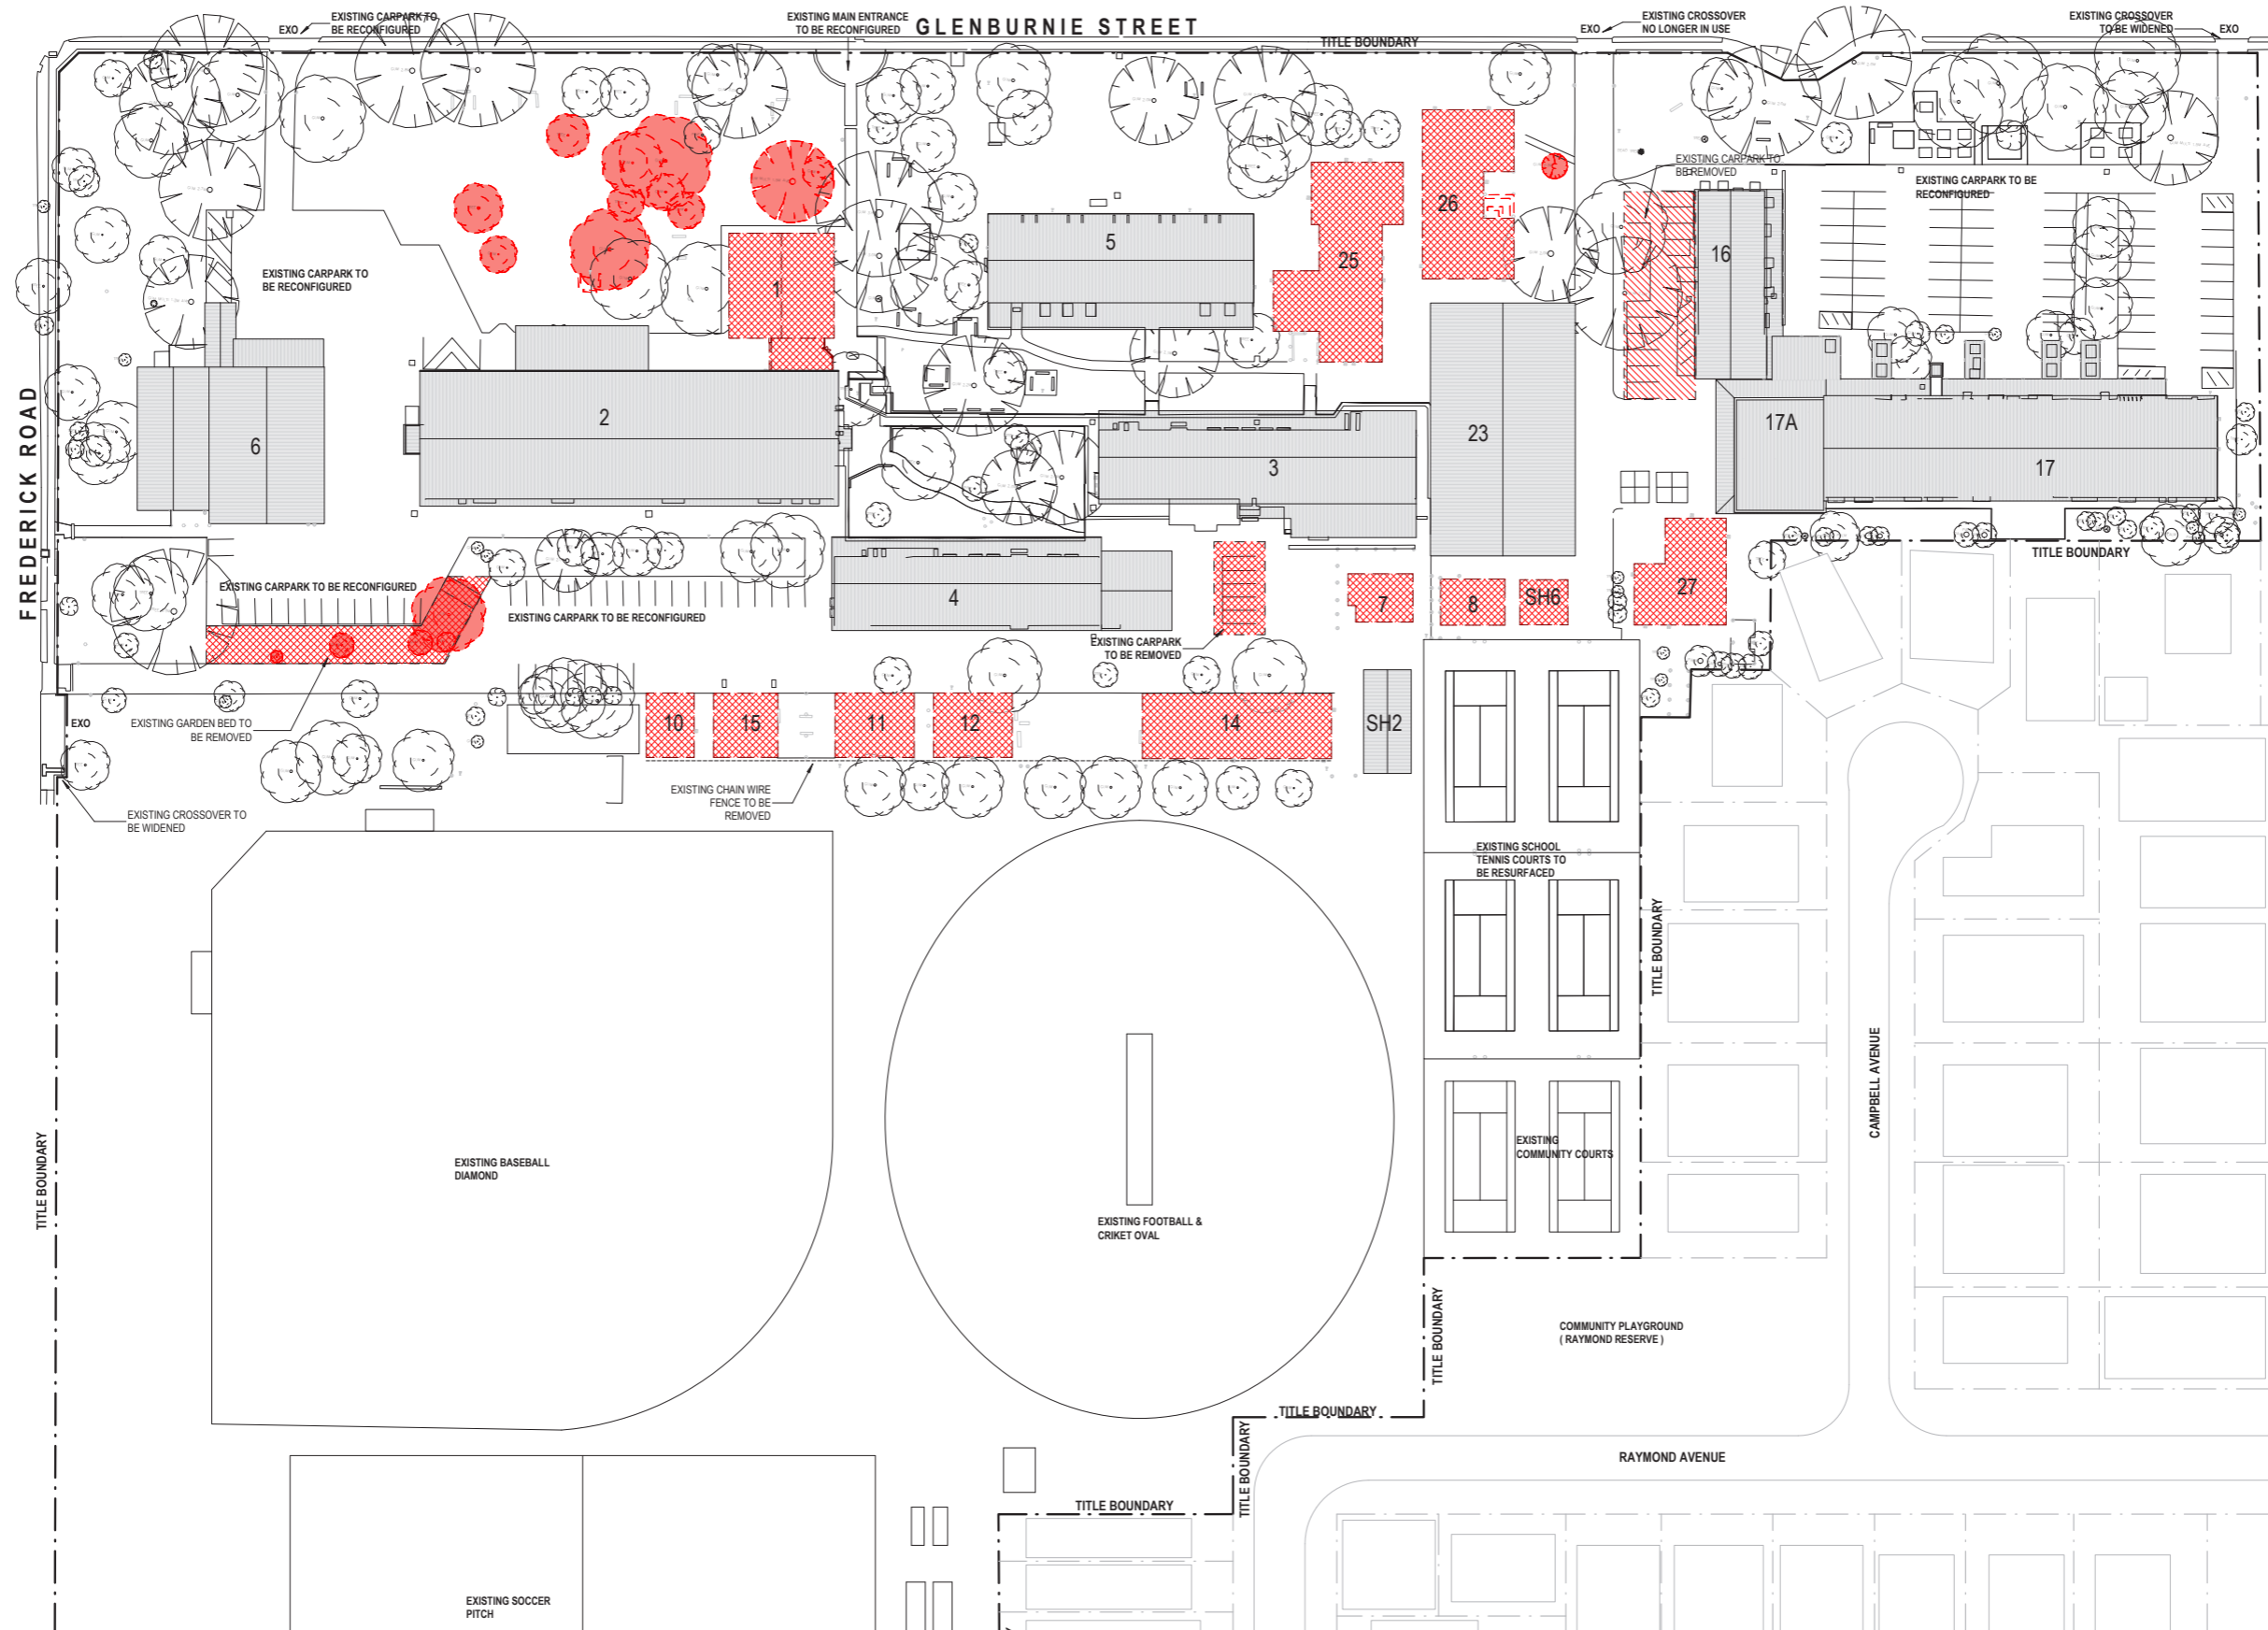 EXISTING CARPARK TO
BE RECONFIGURED
EXO
EXISTING MAIN ENTRANCE
TO BE RECONFIGURED
GLENBURNIE STREET
TITLE BOUNDARY
EXO
EXISTING CROSSOVER
NO LONGER IN USE
EXISTING CROSSOVER
TO BE WIDENED
EXO
EXISTING CARPARK TO
BE REMOVED
EXISTING CARPARK TO BE
RECONFIGURED
26
5
25
16
EXISTING CARPARK TO
BE RECONFIGURED
1
FREDERICK ROAD
6
2
3
23
17A
17
TITLE BOUNDARY
EXISTING CARPARK TO BE RECONFIGURED
EXISTING CARPARK TO BE RECONFIGURED
4
7
8
SH6
27
EXISTING CARPARK
TO BE REMOVED
EXO
EXISTING GARDEN BED TO
BE REMOVED
10
15
11
12
14
SH2
EXISTING CHAIN WIRE
FENCE TO BE
REMOVED
EXISTING CROSSOVER TO
BE WIDENED
EXISTING SCHOOL
TENNIS COURTS TO
BE RESURFACED
TITLE BOUNDARY
CAMPBELL AVENUE
TITLE BOUNDARY
EXISTING BASEBALL
DIAMOND
EXISTING
COMMUNITY COURTS
EXISTING FOOTBALL &
CRIKET OVAL
TITLE BOUNDARY
COMMUNITY PLAYGROUND
( RAYMOND RESERVE )
TITLE BOUNDARY
TITLE BOUNDARY
RAYMOND AVENUE
TITLE BOUNDARY
EXISTING SOCCER
PITCH